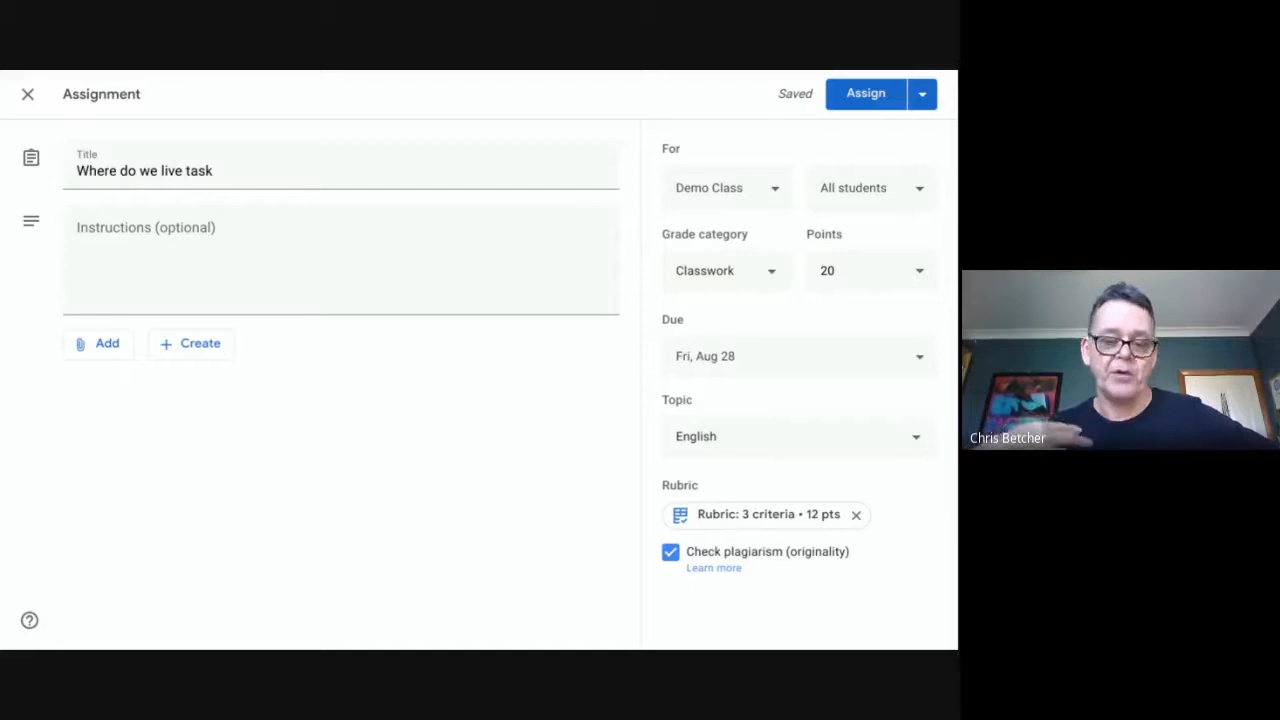 Assignment
Saved
Assign
Title
Where do we live task
Instructions (optional)
Add
Create
For
Demo Class
All students
Grade category
Points
Classwork
20
Due
Fri, Aug 28
Topic
English
Rubric
Rubric: 3 criteria • 12 pts
Check plagiarism (originality)
Learn more
Chris Betcher